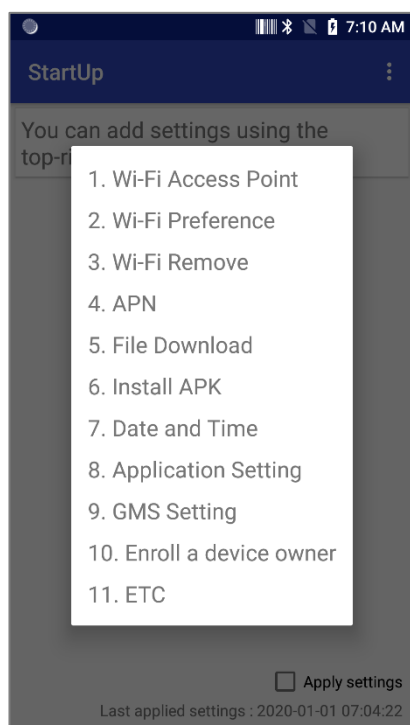 7:10 AM
StartUp
You can add settings using the
top-ri
1. Wi-Fi Access Point
2. Wi-Fi Preference
3. Wi-Fi Remove
4. APN
5. File Download
6. Install APK
7. Date and Time
8. Application Setting
9. GMS Setting
10. Enroll a device owner
11. ETC
Apply settings
Last applied settings : 2020-01-01 07:04:22